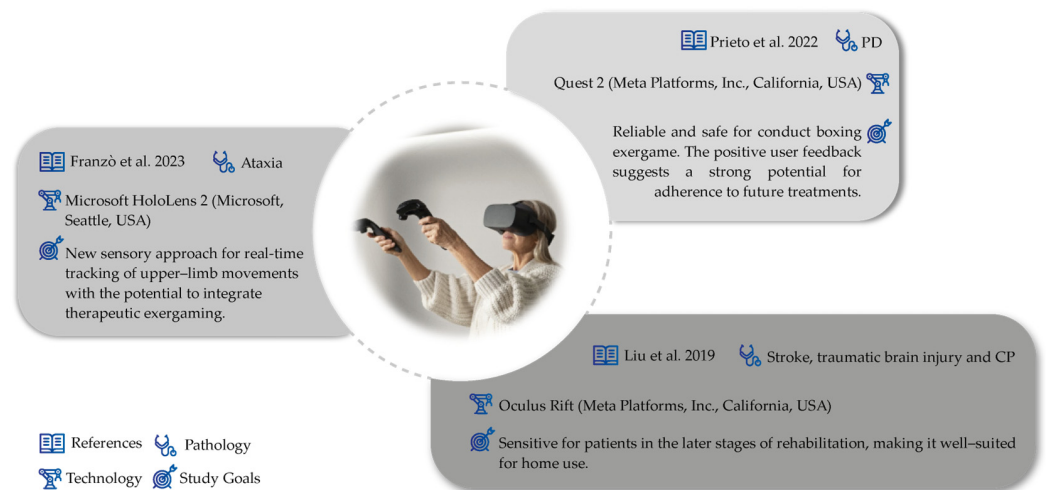 Prieto et al. 2022 PD
Quest 2 (Meta Platforms, Inc., California, USA)
Reliable and safe for conduct boxing
exergame. The positive user feedback
suggests a strong potential for
adherence to future treatments.
Franzò et al. 2023 Ataxia
Microsoft HoloLens 2 (Microsoft,
Seattle, USA)
New sensory approach for real-time
tracking of upper–limb movements
with the potential to integrate
therapeutic exergaming.
Liu et al. 2019 Stroke, traumatic brain injury and CP
Oculus Rift (Meta Platforms, Inc., California, USA)
Sensitive for patients in the later stages of rehabilitation, making it well–suited
for home use.
References Pathology
Technology Study Goals